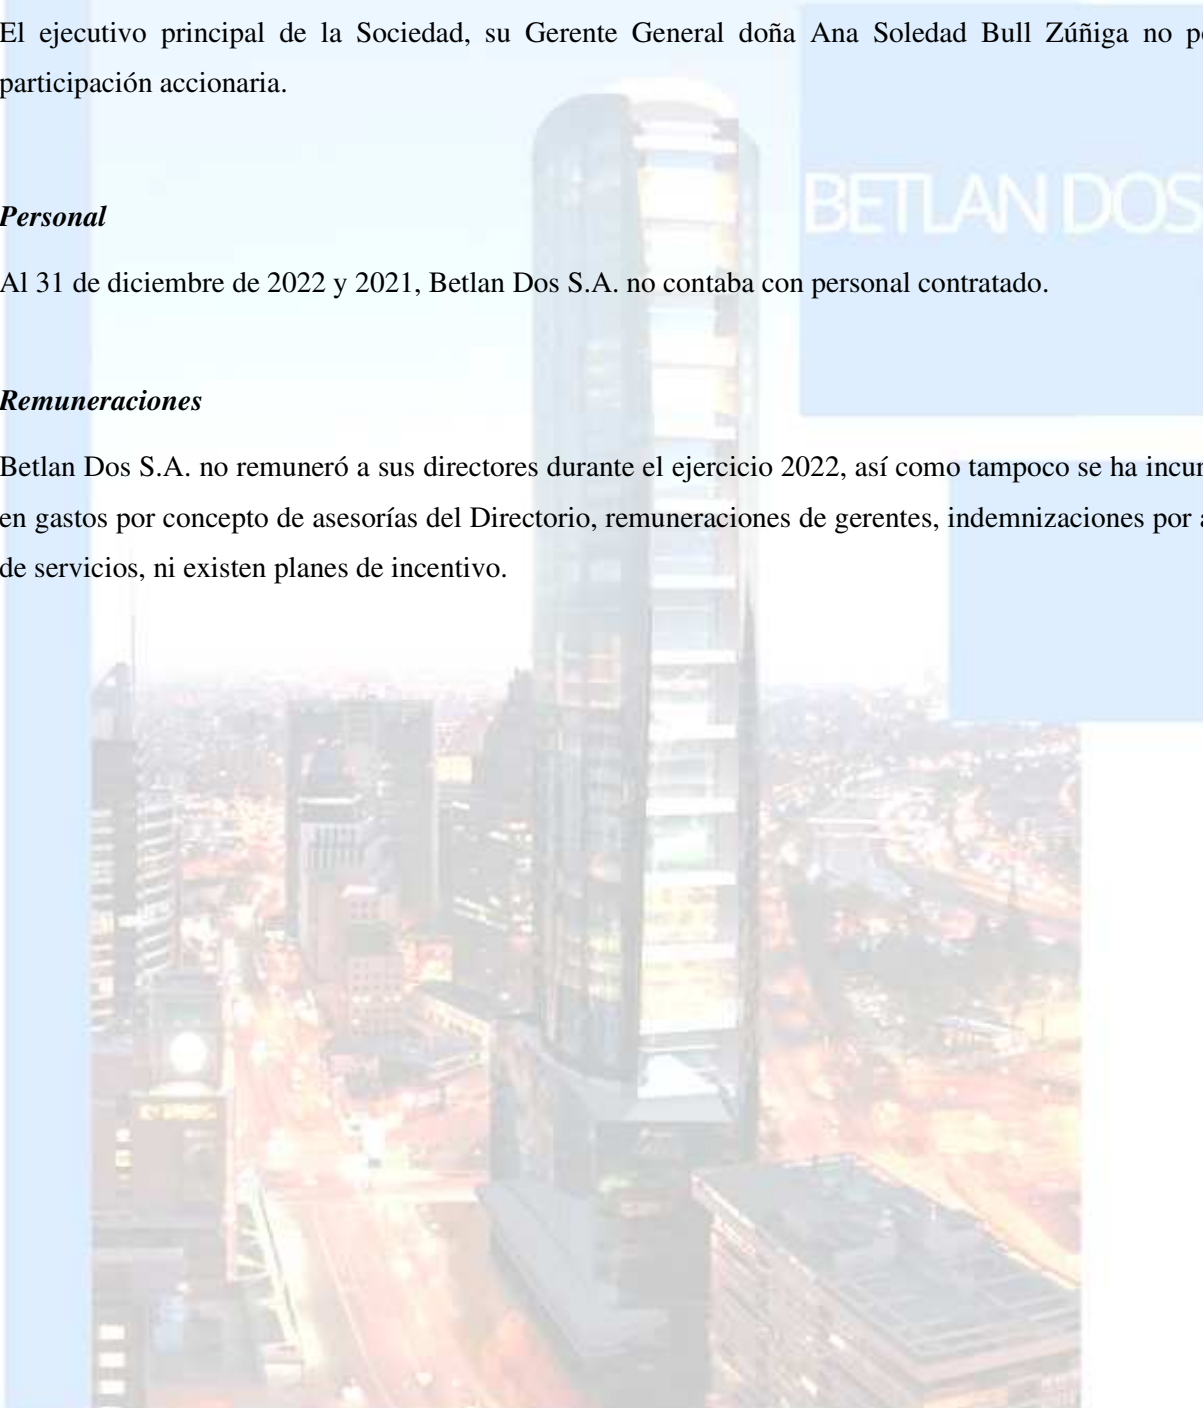 El ejecutivo principal de la Sociedad, su Gerente General doña Ana Soledad Bull Zúñiga no
participación accionaria.
BETLAN DOS
Personal
Al 31 de diciembre de 2022 y 2021, Betlan Dos S.A. no contaba con personal contratado.
Remuneraciones
Betlan Dos S.A. no remuneró a sus directores durante el ejercicio 2022, así como tampoco se ha
en gastos por concepto de asesorías del Directorio, remuneraciones de gerentes, indemnizaciones por
de servicios, ni existen planes de incentivo.